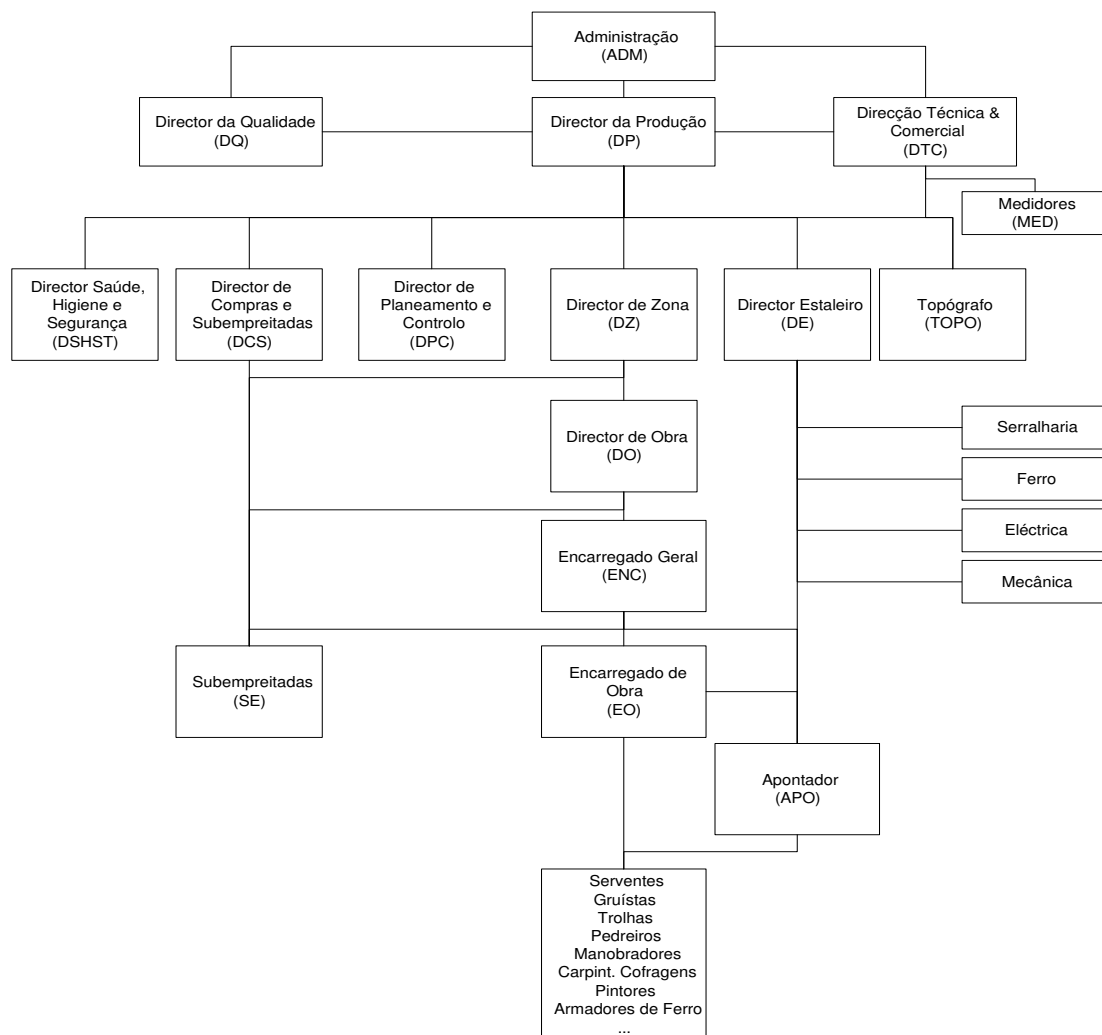 Administração
(ADM)
Director da Qualidade
(DQ)
Director da Produção
(DP)
Direcção Técnica &
Comercial
(DTC)
Medidores
(MED)
Director Saúde,
Higiene e
Segurança
(DSHST)
Director de
Compras e
Subempreitadas
(DCS)
Director de
Planeamento e
Controlo
(DPC)
Director de Zona
(DZ)
Director Estaleiro
(DE)
Topógrafo
(TOPO)
Director de Obra
(DO)
Serralharia
Ferro
Eléctrica
Mecânica
Encarregado Geral
(ENC)
Subempreitadas
(SE)
Encarregado de
Obra
(EO)
Apontador
(APO)
Serventes
Gruístas
Trolhas
Pedreiros
Manobradores
Carpint. Cofragens
Pintores
Armadores de Ferro
...